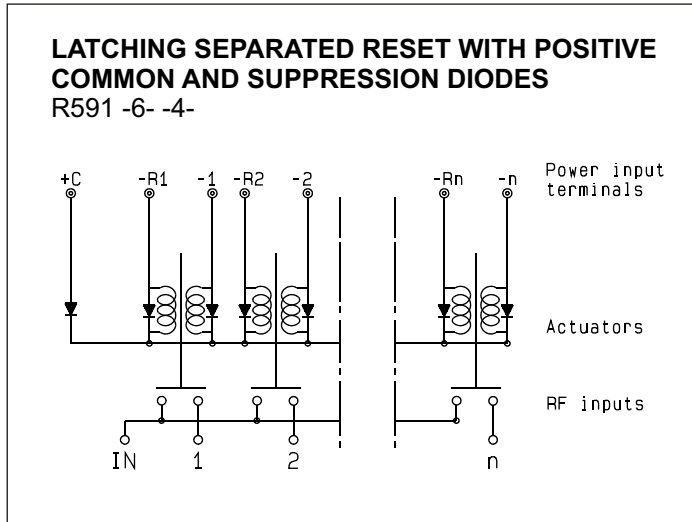 LATCHING SEPARATED RESET WITH POSITIVE
COMMON AND SUPPRESSION DIODES
R591 -6- -4-
+C -R1 -1 -R2 -2 -Rn -n
Power input
terminals
Actuators
RF inputs
IN 1 2 n